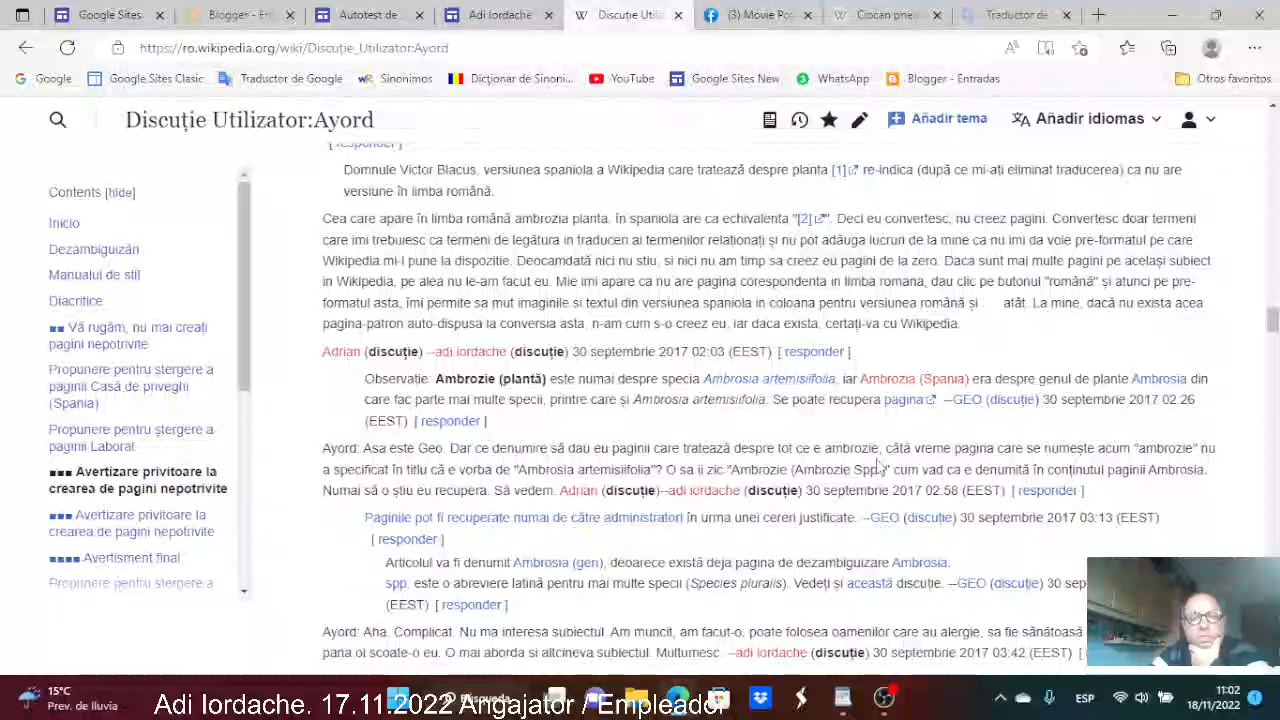 Google Si
Blogger - En
Autotest de
Adi Iordache
Discuție Utiliz
(3) Movie Po
Ciocan
Traductor de
https://ro.wikipedia.org/wiki/Discuție_Utilizator:Ayord
Google
Google Sites Clasic
Traductor de Google
wR Sinonimos
Dicționar de Sinoni...
YouTube
Google Sites New
WhatsApp
Blogger - Entradas
Otros favoritos
Discuție Utilizator:Ayord
Añadir tema
Añadir idiomas
Contents [hide]
Inicio
Dezambiguizări
Manualul de stil
Diacritice
■■ Vă rugăm, nu mai creați
pagini nepotrivite
Propunere pentru ștergere a
paginii Casă de priveghi
(Spania)
Propunere pentru ștergere a
paginii Laboral
■■■ Avertizare privitoare la
crearea de pagini nepotrivite
■■■ Avertizare privitoare la
crearea de pagini nepotrivite
■■■■ Avertisment final
Propunere pentru ștergere a
[ responder ]
Domnule Victor Blacus, versiunea spaniola a Wikipedia care tratează despre planta [1] re-indica (după ce mi-ați eliminat traducerea) ca nu are
versiune în limba română.
Cea care apare în limba română ambrozia planta, în spaniola are ca echivalenta "[2]". Deci eu convertesc, nu creez pagini. Convertesc doar termeni
care imi trebuiesc ca termeni de legătura in traduceri ai termenilor relaționați și nu pot adăuga lucruri de la mine ca nu imi da voie pre-formatul pe care
Wikipedia mi-l pune la dispozitie. Deocamdată nici nu stiu, si nici nu am timp sa creez eu pagini de la zero. Daca sunt mai multe pagini pe același subiect
in Wikipedia, pe alea nu le-am facut eu. Mie imi apare ca nu are pagina corespondenta in limba romana, dau clic pe butonul "română" și atunci pe pre-
formatul asta, îmi permite sa mut imaginile si textul din versiunea spaniola in coloana pentru versiunea română și atât. La mine, dacă nu exista acea
pagina-patron auto-dispusa la conversia asta, n-am cum s-o creez eu, iar daca exista, certați-va cu Wikipedia.
Adrian (discuție) --adi iordache (discuție) 30 septembrie 2017 02:03 (EEST) [ responder ]
Observație: Ambrozie (plantă) este numai despre specia Ambrosia artemisiifolia, iar Ambrozia (Spania) era despre genul de plante Ambrosia din
care fac parte mai multe specii, printre care și Ambrosia artemisiifolia. Se poate recupera pagina --GEO (discuție) 30 septembrie 2017 02:26
(EEST) [ responder ]
Ayord: Asa este Geo. Dar ce denumire să dau eu paginii care tratează despre tot ce e ambrozie, câtă vreme pagina care se numește acum "ambrozie" nu
a specificat în titlu că e vorba de "Ambrosia artemisiifolia"? O sa ii zic "Ambrozie (Ambrozie Spp)" cum vad ca e denumită în conținutul paginii Ambrosia.
Numai să o știu eu recupera. Să vedem. Adrian (discuție)--adi iordache (discuție) 30 septembrie 2017 02:58 (EEST) [ responder ]
Paginile pot fi recuperate numai de către administratori în urma unei cereri justificate. --GEO (discuție) 30 septembrie 2017 03:13 (EEST)
[ responder ]
Articolul va fi denumit Ambrosia (gen), deoarece există deja pagina de dezambiguizare Ambrosia.
spp. este o abreviere latină pentru mai multe specii (Species pluralis). Vedeți și această discuție. --GEO (discuție) 30 sep
(EEST) [ responder ]
Ayord: Aha. Complicat. Nu ma interesa subiectul. Am muncit, am facut-o, poate folosea oamenilor care au alergie, sa fie sănătoasă
pana oi scoate-o eu. O mai aborda si altcineva subiectul. Multumesc. --adi iordache (discuție) 30 septembrie 2017 03:42 (EEST) [
15°C
Prev. de lluvia
Búsqueda
Adi Iordache. 17.11.2022 Angajator / Empleador
ESP
11:02
18/11/2022